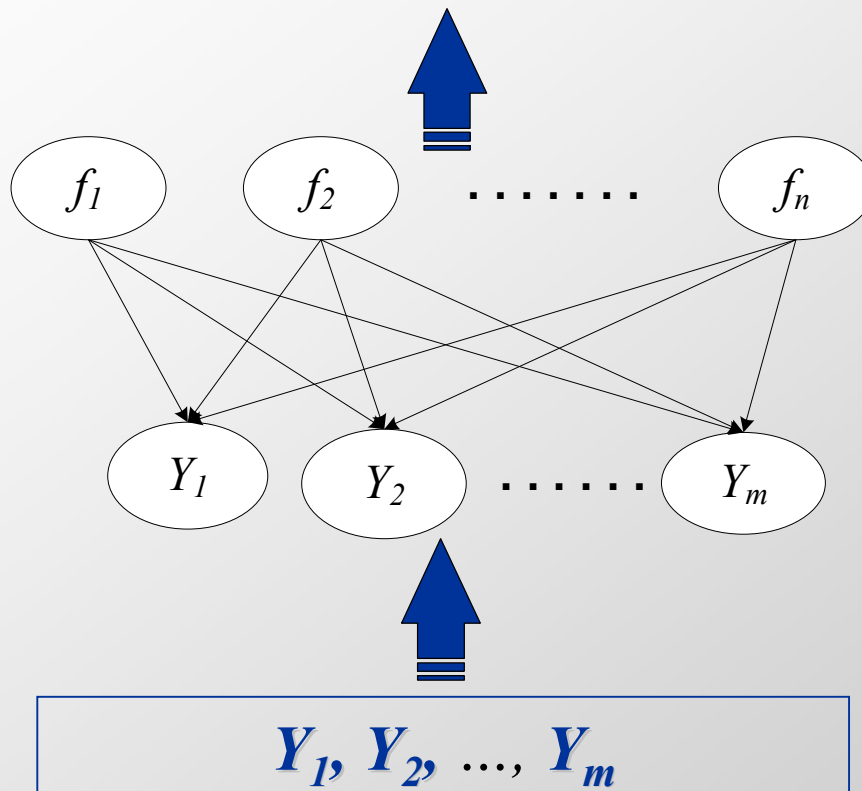 f1 f2 ....... fn
Y1 Y2 ...... Ym
Y1, Y2, ..., Ym